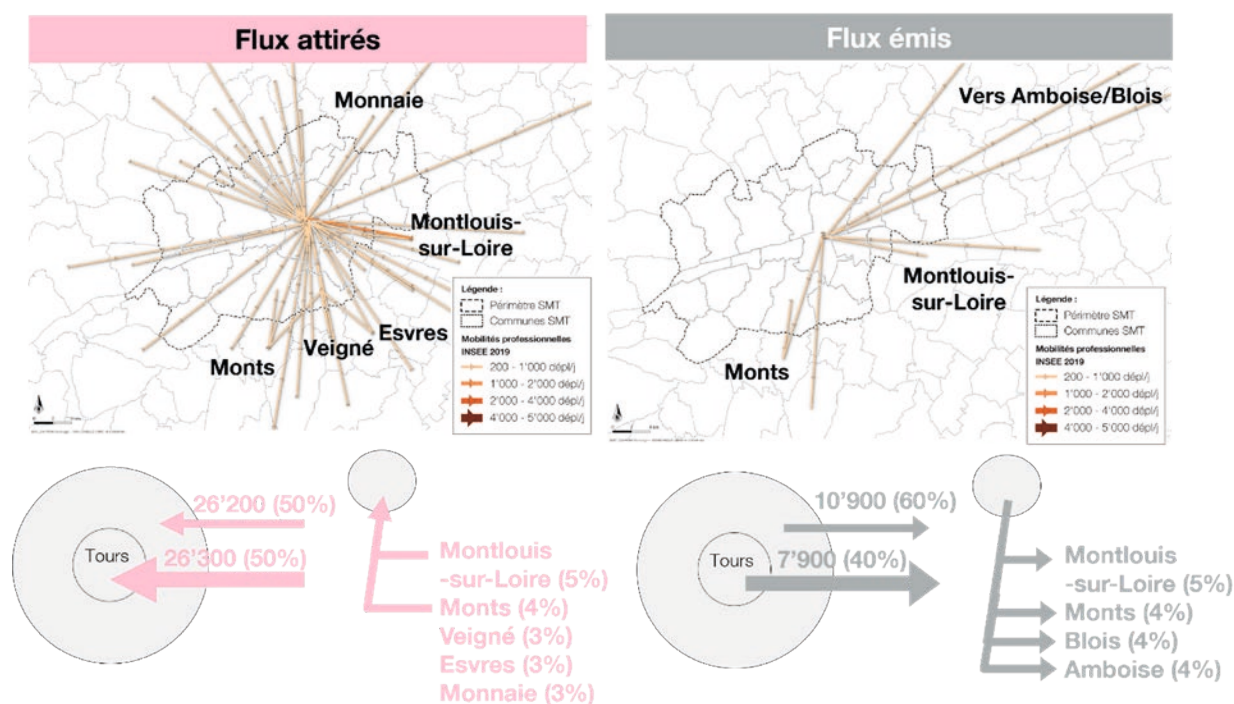 Flux attirés
Flux émis
Monnaie
Montlouis-
sur-Loire
Esvres
Veigné
Monts
Légende :
Périmètre SMT
Communes SMT
Mobilités professionnelles
INSEE 2019
200 - 1'000 dépl/j
1'000 - 2'000 dépl/j
2'000 - 4'000 dépl/j
4'000 - 5'000 dépl/j
Vers Amboise/Blois
Montlouis-
sur-Loire
Monts
Légende :
Périmètre SMT
Communes SMT
Mobilités professionnelles
INSEE 2019
200 - 1'000 dépl/j
1'000 - 2'000 dépl/j
2'000 - 4'000 dépl/j
4'000 - 5'000 dépl/j
26'200 (50%)
Tours
26'300 (50%)
Montlouis
-sur-Loire (5%)
Monts (4%)
Veigné (3%)
Esvres (3%)
Monnaie (3%)
10'900 (60%)
Tours
7'900 (40%)
Montlouis
-sur-Loire (5%)
Monts (4%)
Blois (4%)
Amboise (4%)